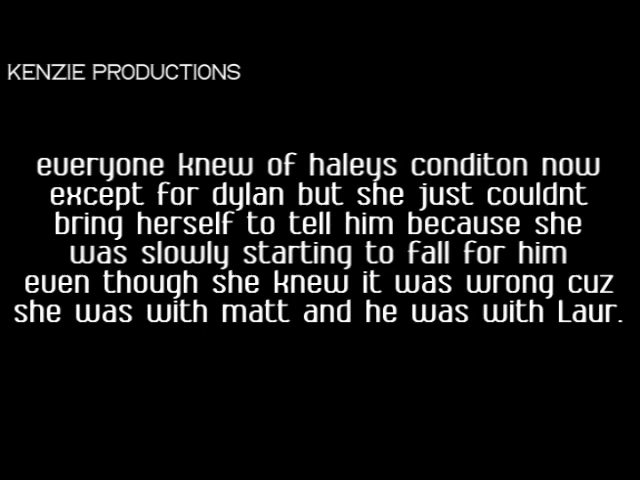 KENZIE PRODUCTIONS
everyone knew of haleys conditon now
except for dylan but she just couldnt
bring herself to tell him because she
was slowly starting to fall for him
even though she knew it was wrong cuz
she was with matt and he was with Laur.